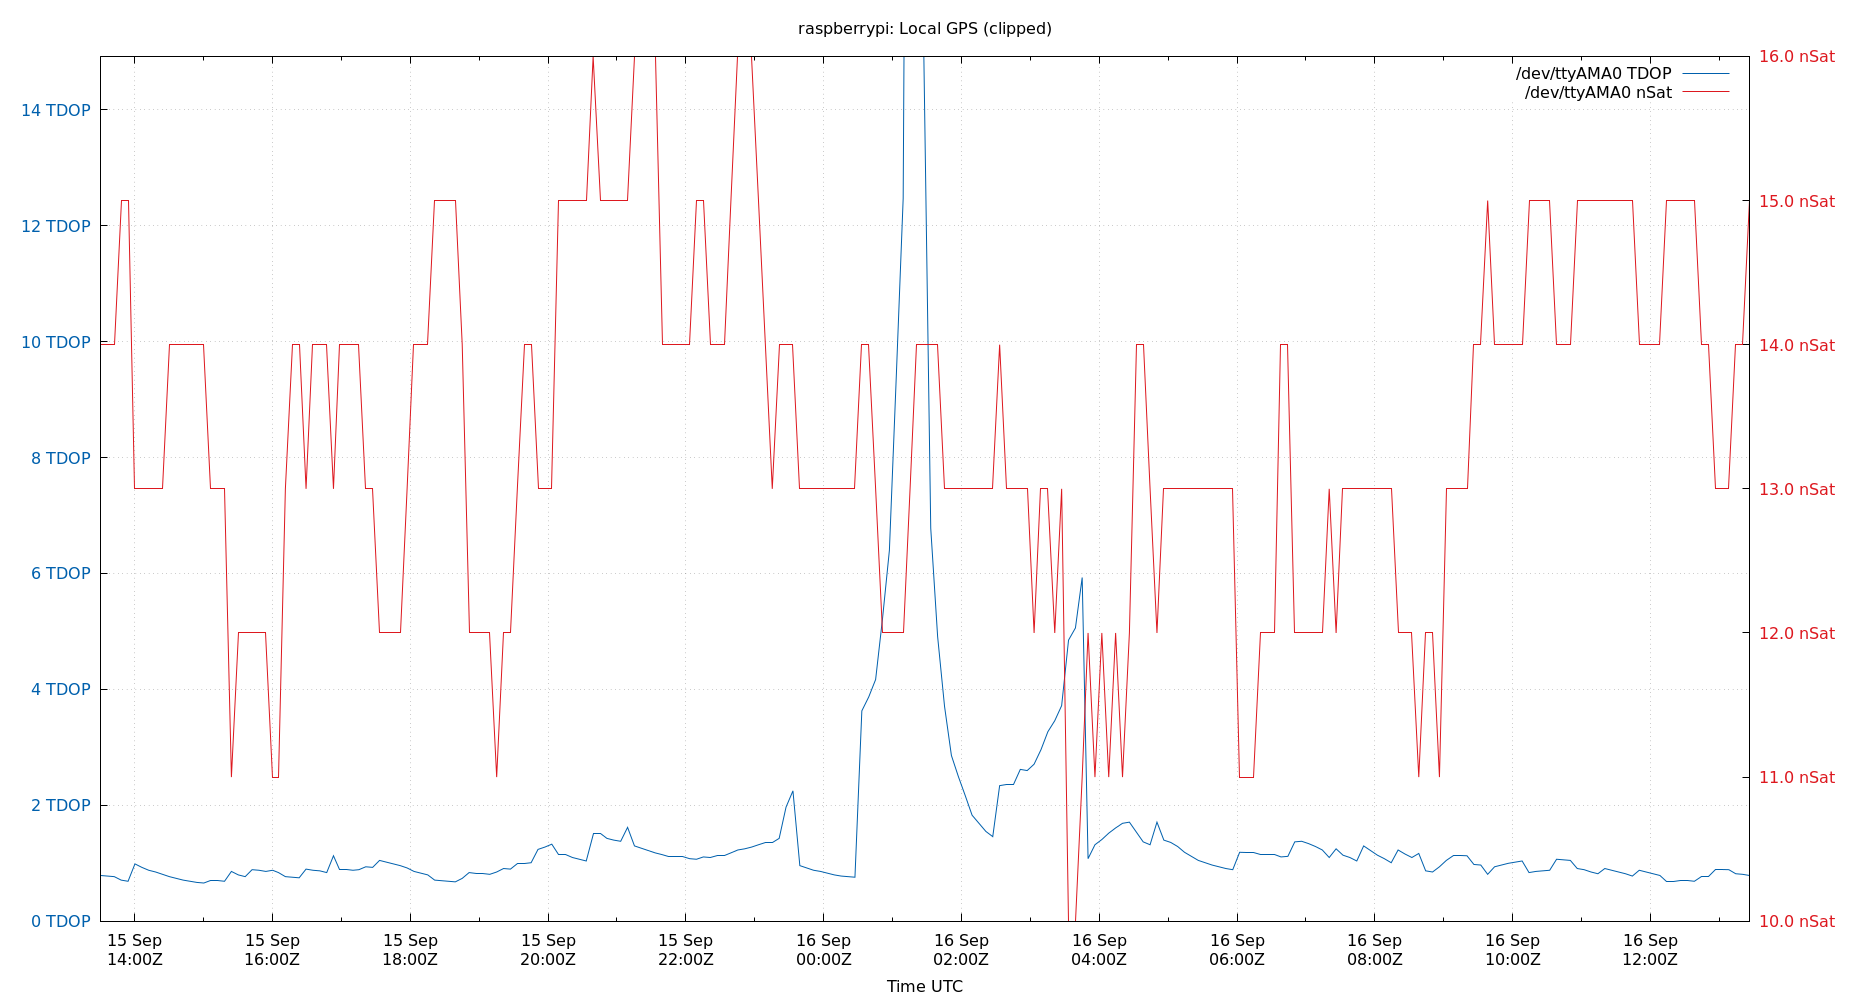 raspberrypi: Local GPS (clipped)
16.0 nSat
/dev/ttyAMA0 TDOP
/dev/ttyAMA0 nSat
14 TDOP
15.0 nSat
12 TDOP
10 TDOP
14.0 nSat
8 TDOP
13.0 nSat
6 TDOP
12.0 nSat
4 TDOP
11.0 nSat
2 TDOP
0 TDOP
10.0 nSat
15 Sep 15 Sep 15 Sep 15 Sep 15 Sep 16 Sep 16 Sep 16 Sep 16 Sep 16 Sep 16 Sep 16 Sep
14:00Z 16:00Z 18:00Z 20:00Z 22:00Z 00:00Z 02:00Z 04:00Z 06:00Z 08:00Z 10:00Z 12:00Z
Time UTC